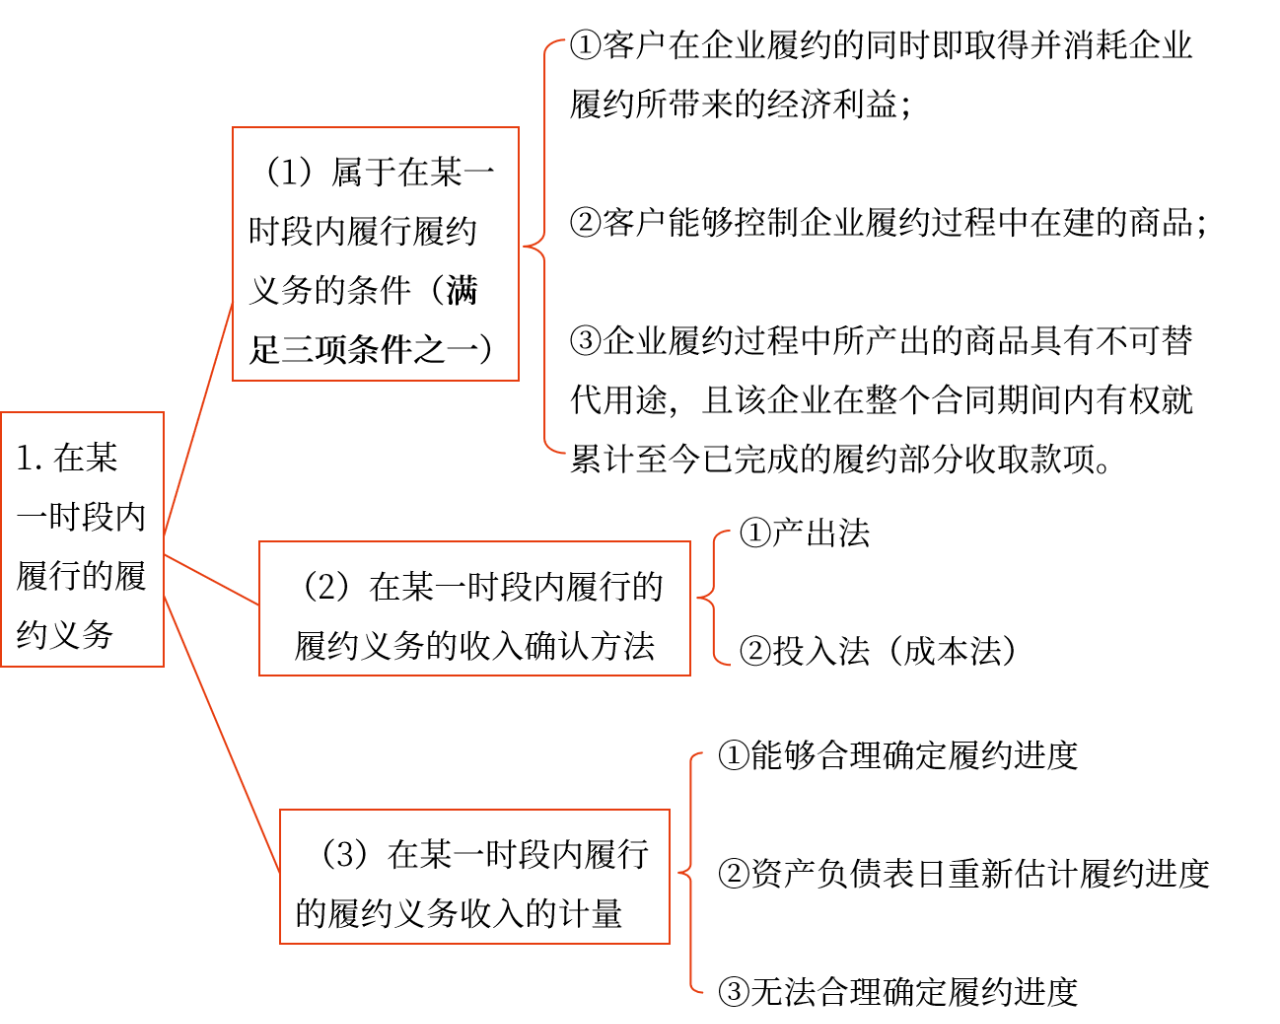 1. 在某
一时段内
履行的履
约义务
（1）属于在某一
时段内履行履约
义务的条件（满
足三项条件之一）
①客户在企业履约的同时即取得并消耗企业
履约所带来的经济利益；
②客户能够控制企业履约过程中在建的商品；
③企业履约过程中所产出的商品具有不可替
代用途，且该企业在整个合同期间内有权就
累计至今已完成的履约部分收取款项。
（2）在某一时段内履行的
履约义务的收入确认方法
①产出法
②投入法（成本法）
（3）在某一时段内履行
的履约义务收入的计量
①能够合理确定履约进度
②资产负债表日重新估计履约进度
③无法合理确定履约进度